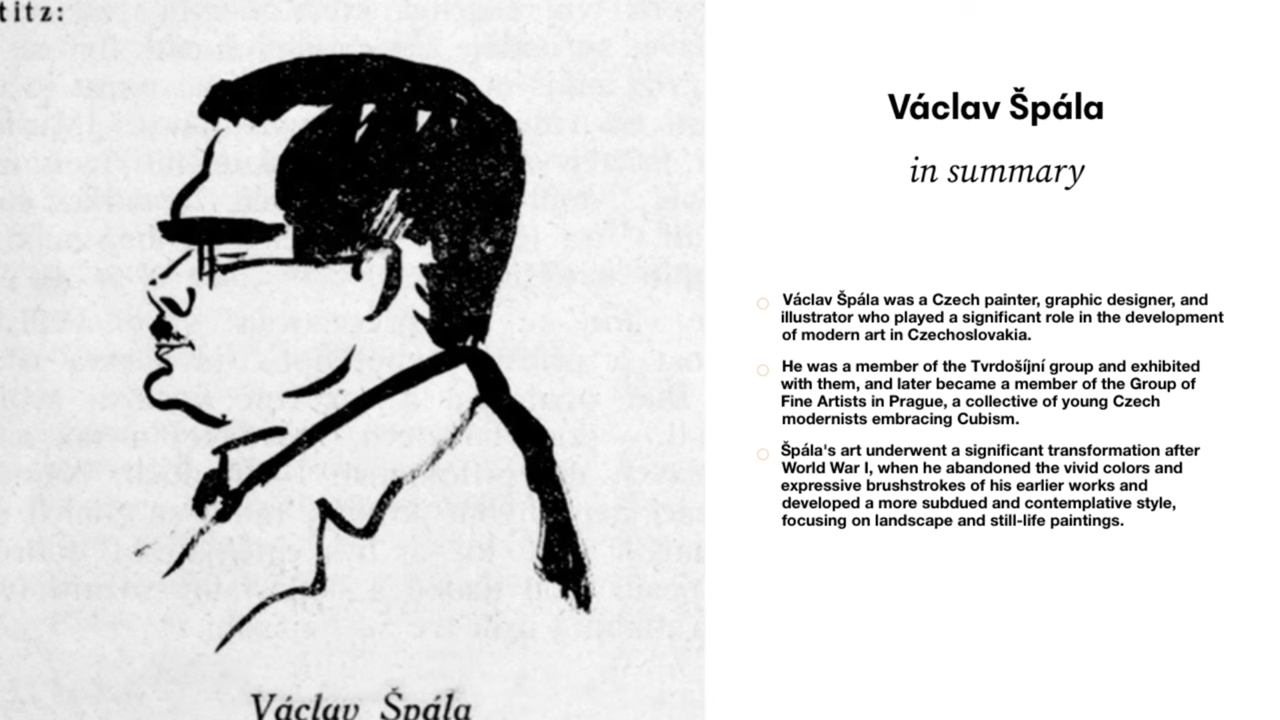 titz:
Václav Špála
Václav Špála
in summary
Václav Špála was a Czech painter, graphic designer, and
illustrator who played a significant role in the development
of modern art in Czechoslovakia.
He was a member of the Tvrdošíjní group and exhibited
with them, and later became a member of the Group of
Fine Artists in Prague, a collective of young Czech
modernists embracing Cubism.
Špála's art underwent a significant transformation after
World War I, when he abandoned the vivid colors and
expressive brushstrokes of his earlier works and
developed a more subdued and contemplative style,
focusing on landscape and still-life paintings.